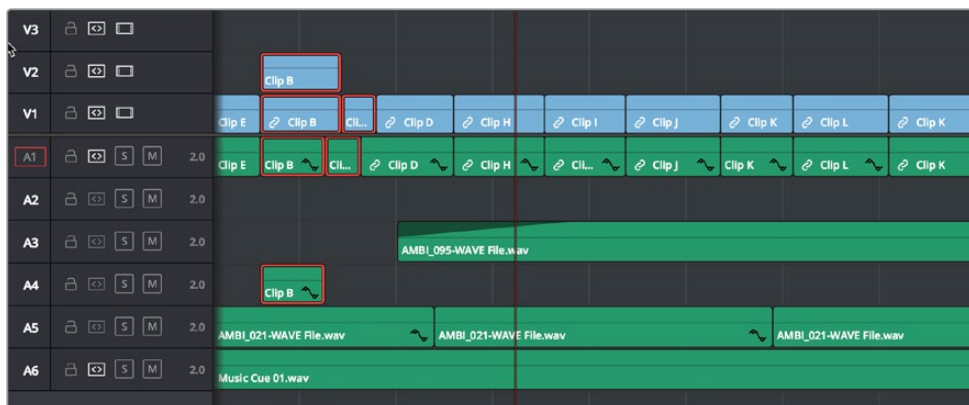 V3
V2
Clip B
V1 Clip E Clip B Cli... Clip D Clip H Clip I Clip J Clip K Clip L Clip K
A1 S M 2.0 Clip E Clip B Cli... Clip D Clip H Cli... Clip J Clip K Clip L Clip K
A2 S M 2.0
A3 S M 2.0
AMBI_095-WAVE File.wav
A4 S M 2.0 Clip B
A5 S M 2.0 AMBI_021-WAVE File.wav AMBI_021-WAVE File.wav AMBI_021-WAVE File.wav
A6 S M 2.0 Music Cue 01.wav